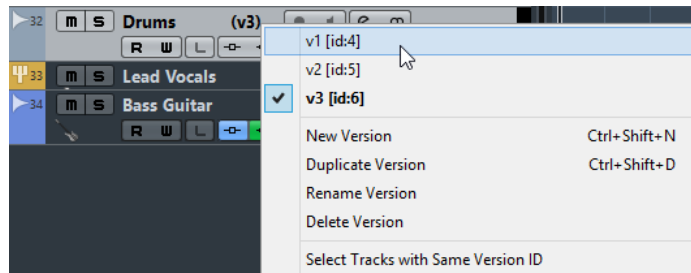 32 m S Drums (v3) e
R W L
33 m S Lead Vocals
34 m S Bass Guitar
R W L
v1 [id:4]
v2 [id:5]
v3 [id:6]
New Version Ctrl+Shift+N
Duplicate Version Ctrl+Shift+D
Rename Version
Delete Version
Select Tracks with Same Version ID